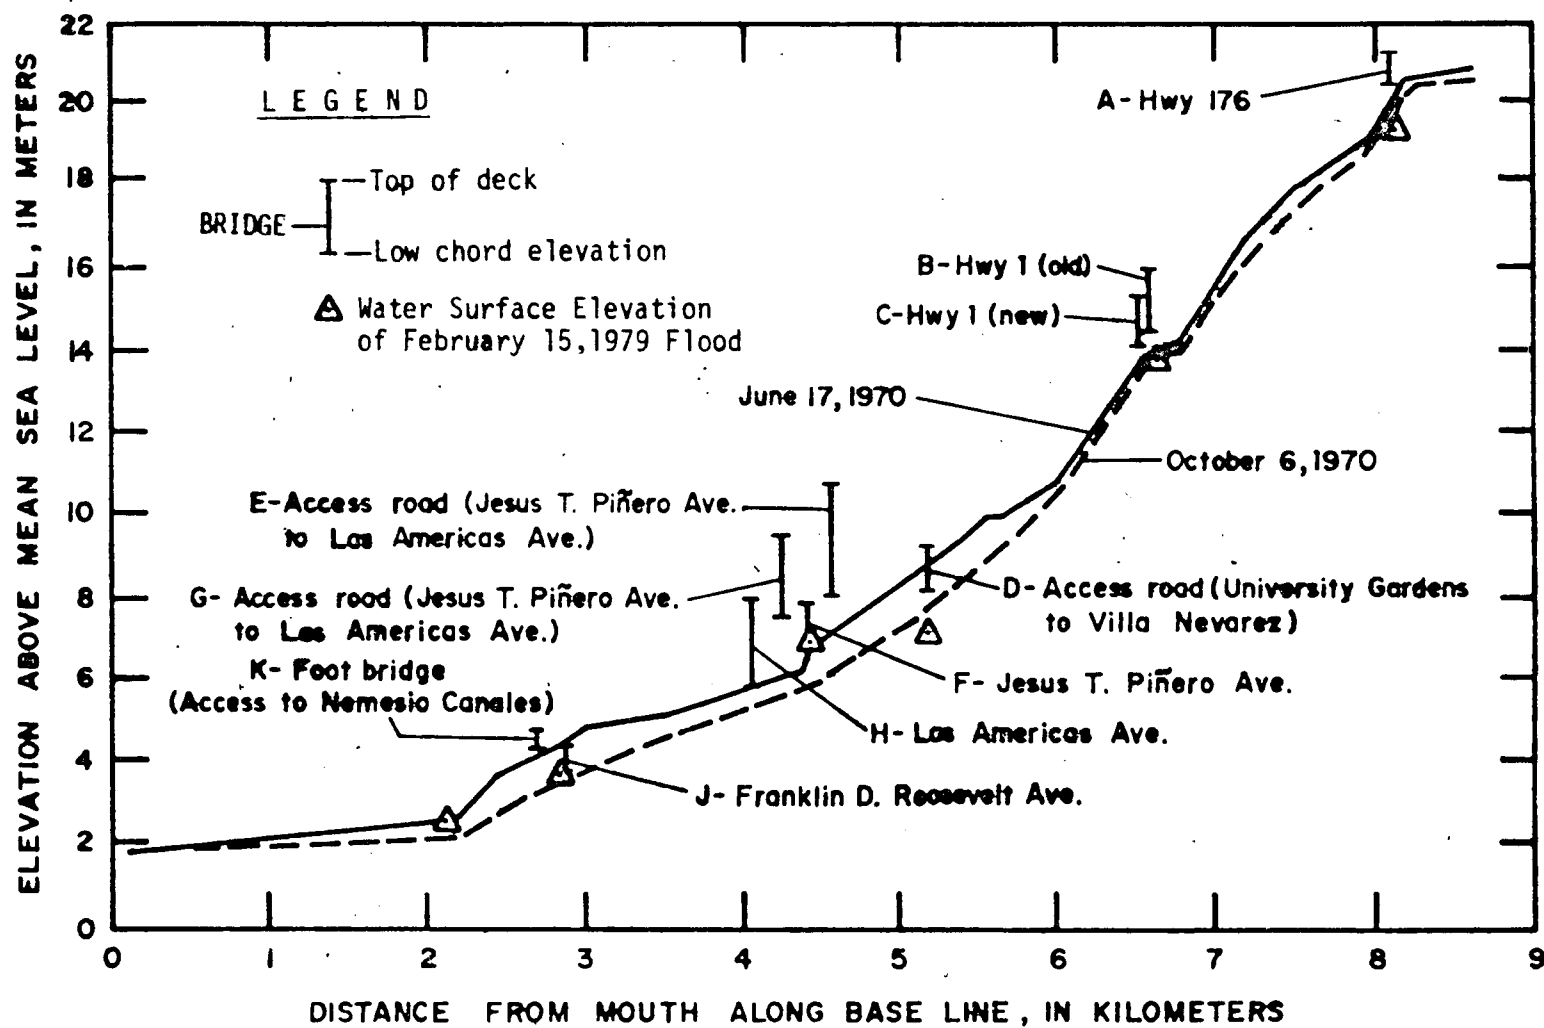 ELEVATION ABOVE MEAN SEA LEVEL, IN METERS
22
20
18
16
14
12
10
8
6
4
2
0
LEGEND
BRIDGE
Top of deck
Low chord elevation
Water Surface Elevation
of February 15, 1979 Flood
A-Hwy 176
B-Hwy 1 (old)
C-Hwy 1 (new)
June 17, 1970
October 6, 1970
E-Access road (Jesus T. Piñero Ave.
to Las Americas Ave.)
G- Access road (Jesus T. Piñero Ave.
to Las Americas Ave.)
D- Access road (University Gardens
to Villa Nevarez)
K- Foot bridge
(Access to Nemesio Canales)
F- Jesus T. Piñero Ave.
H- Las Americas Ave.
J- Franklin D. Roosevelt Ave.
0 1 2 3 4 5 6 7 8 9
DISTANCE FROM MOUTH ALONG BASE LINE, IN KILOMETERS